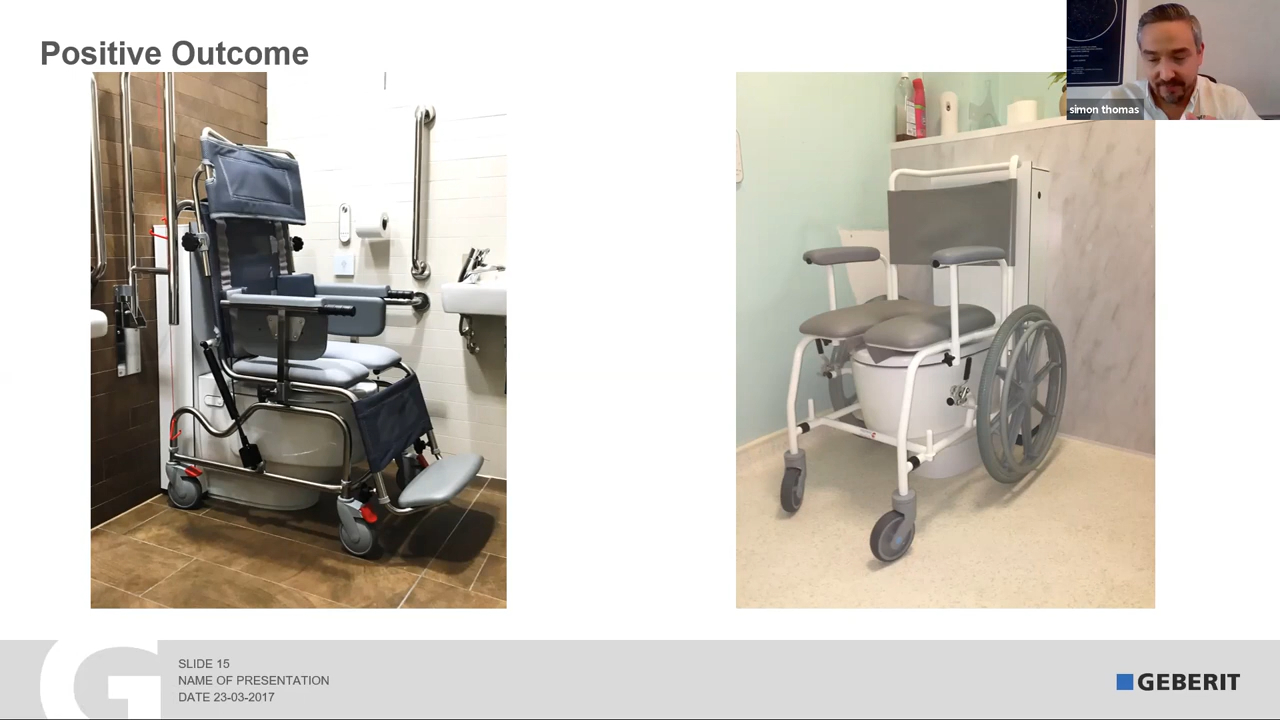 Positive Outcome
simon thomas
SLIDE 15
NAME OF PRESENTATION
DATE 23-03-2017
GEBERIT